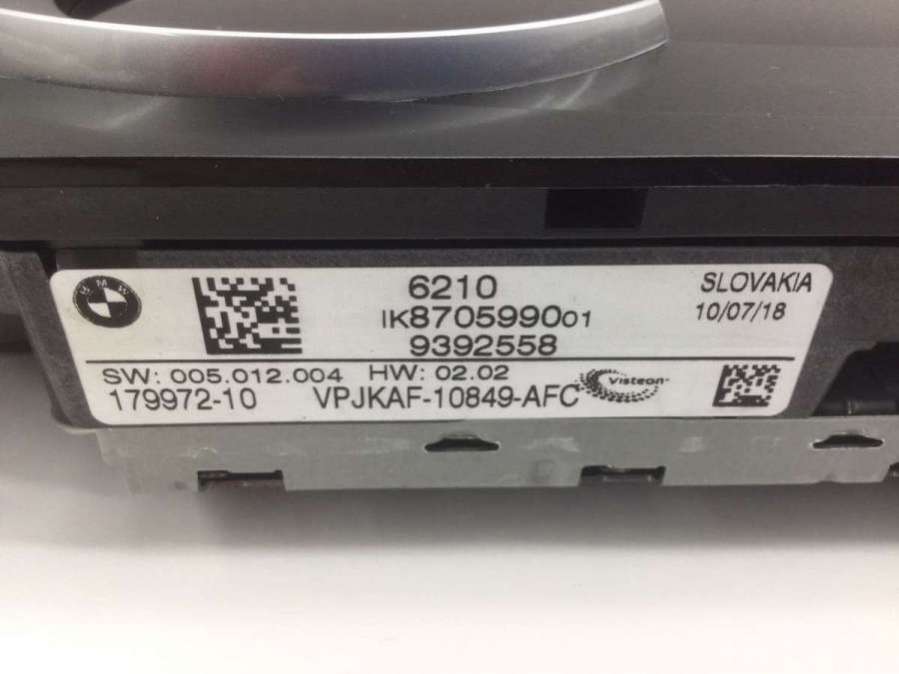 BMW
6210
SLOVAKIA
IK870599001
10/07/18
9392558
SW: 005.012.004 HW: 02.02
Visteon
179972-10 VPJKAF-10849-AFC